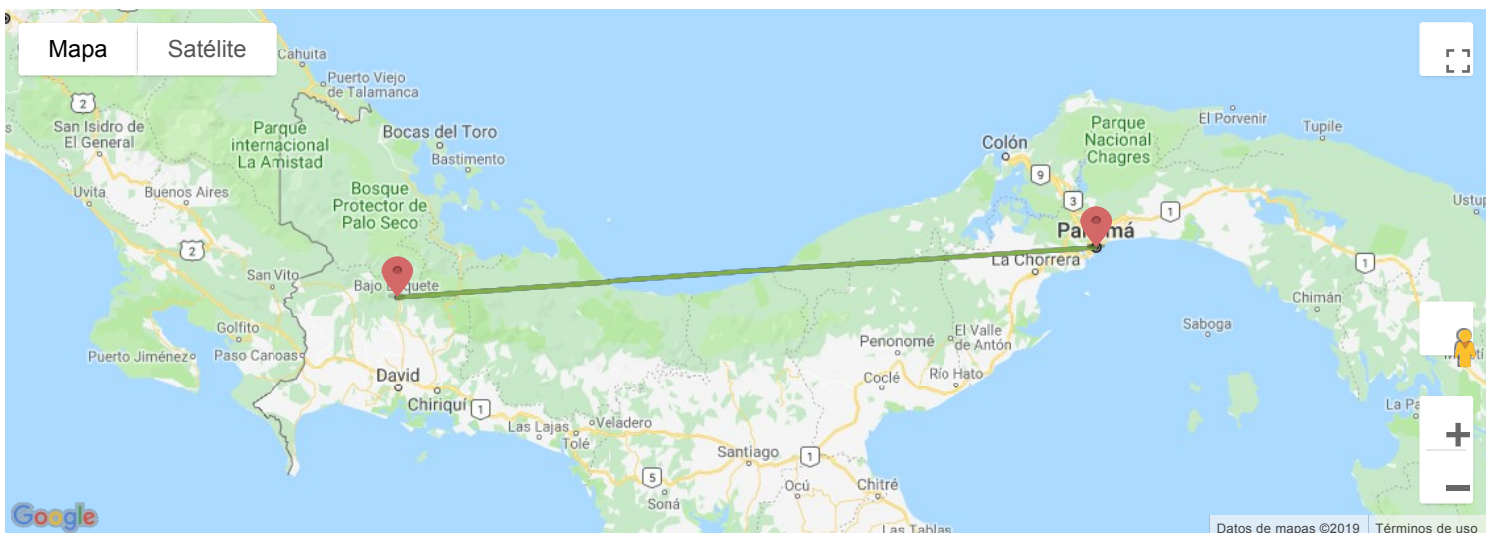 Mapa
Satélite
Cahuita
Puerto Viejo
de Talamanca
2
San Isidro de
El General
Parque
internacional
La Amistad
Bocas del Toro
Bastimento
Colón
Parque
Nacional
Chagres
El Porvenir
Tupile
9
3
1
Uvita
Buenos Aires
Bosque
Protector de
Palo Seco
Ustup
2
Panamá
La Chorrera
1
San Vito
Bajo Boquete
Chimán
Golfito
Saboga
Puerto Jiménez
Paso Canoas
Penonomé
El Valle
de Antón
David
Coclé
Río Hato
Chiriquí
1
La Pa
Las Lajas
Veladero
Tolé
Santiago
1
5
Soná
Ocú
Chitré
Las Tablas
Google
Datos de mapas ©2019
Términos de uso